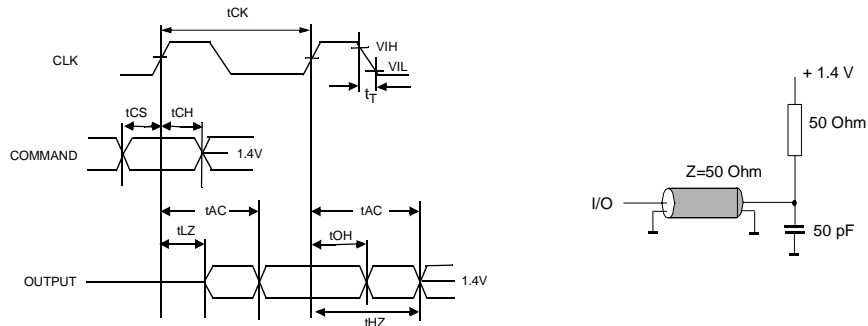 tCK
CLK
VIH
VIL
tT
tCS
tCH
COMMAND
1.4V
tAC
tAC
tLZ
tOH
OUTPUT
1.4V
tHZ
+ 1.4 V
50 Ohm
Z=50 Ohm
I/O
50 pF